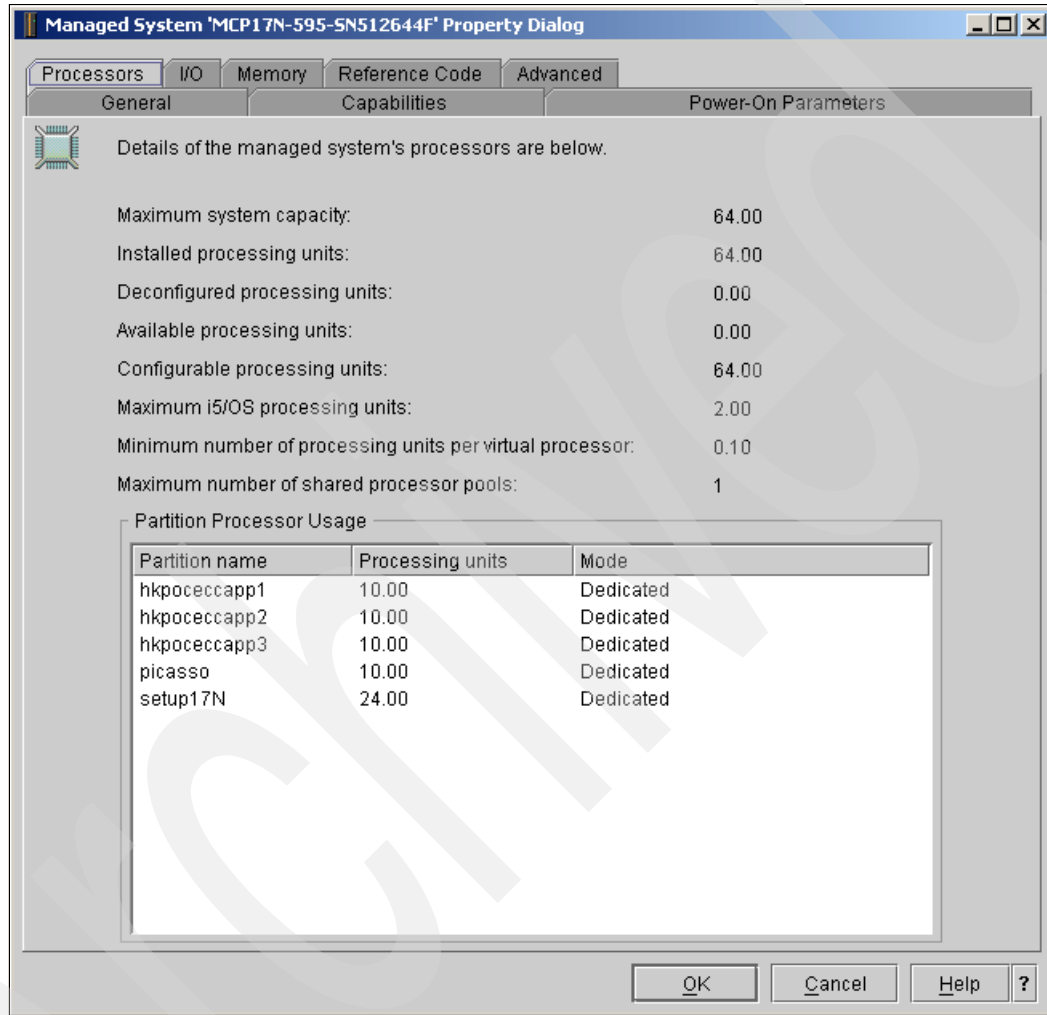 Managed System 'MCP17N-595-SN512644F' Property Dialog
Processors I/O Memory Reference Code Advanced
General Capabilities Power-On Parameters
Details of the managed system's processors are below.
Maximum system capacity: 64.00
Installed processing units: 64.00
Deconfigured processing units: 0.00
Available processing units: 0.00
Configurable processing units: 64.00
Maximum i5/OS processing units: 2.00
Minimum number of processing units per virtual processor: 0.10
Maximum number of shared processor pools: 1
Partition Processor Usage
Partition name Processing units Mode
hkpoceccapp1 10.00 Dedicated
hkpoceccapp2 10.00 Dedicated
hkpoceccapp3 10.00 Dedicated
picasso 10.00 Dedicated
setup17N 24.00 Dedicated
OK Cancel Help ?